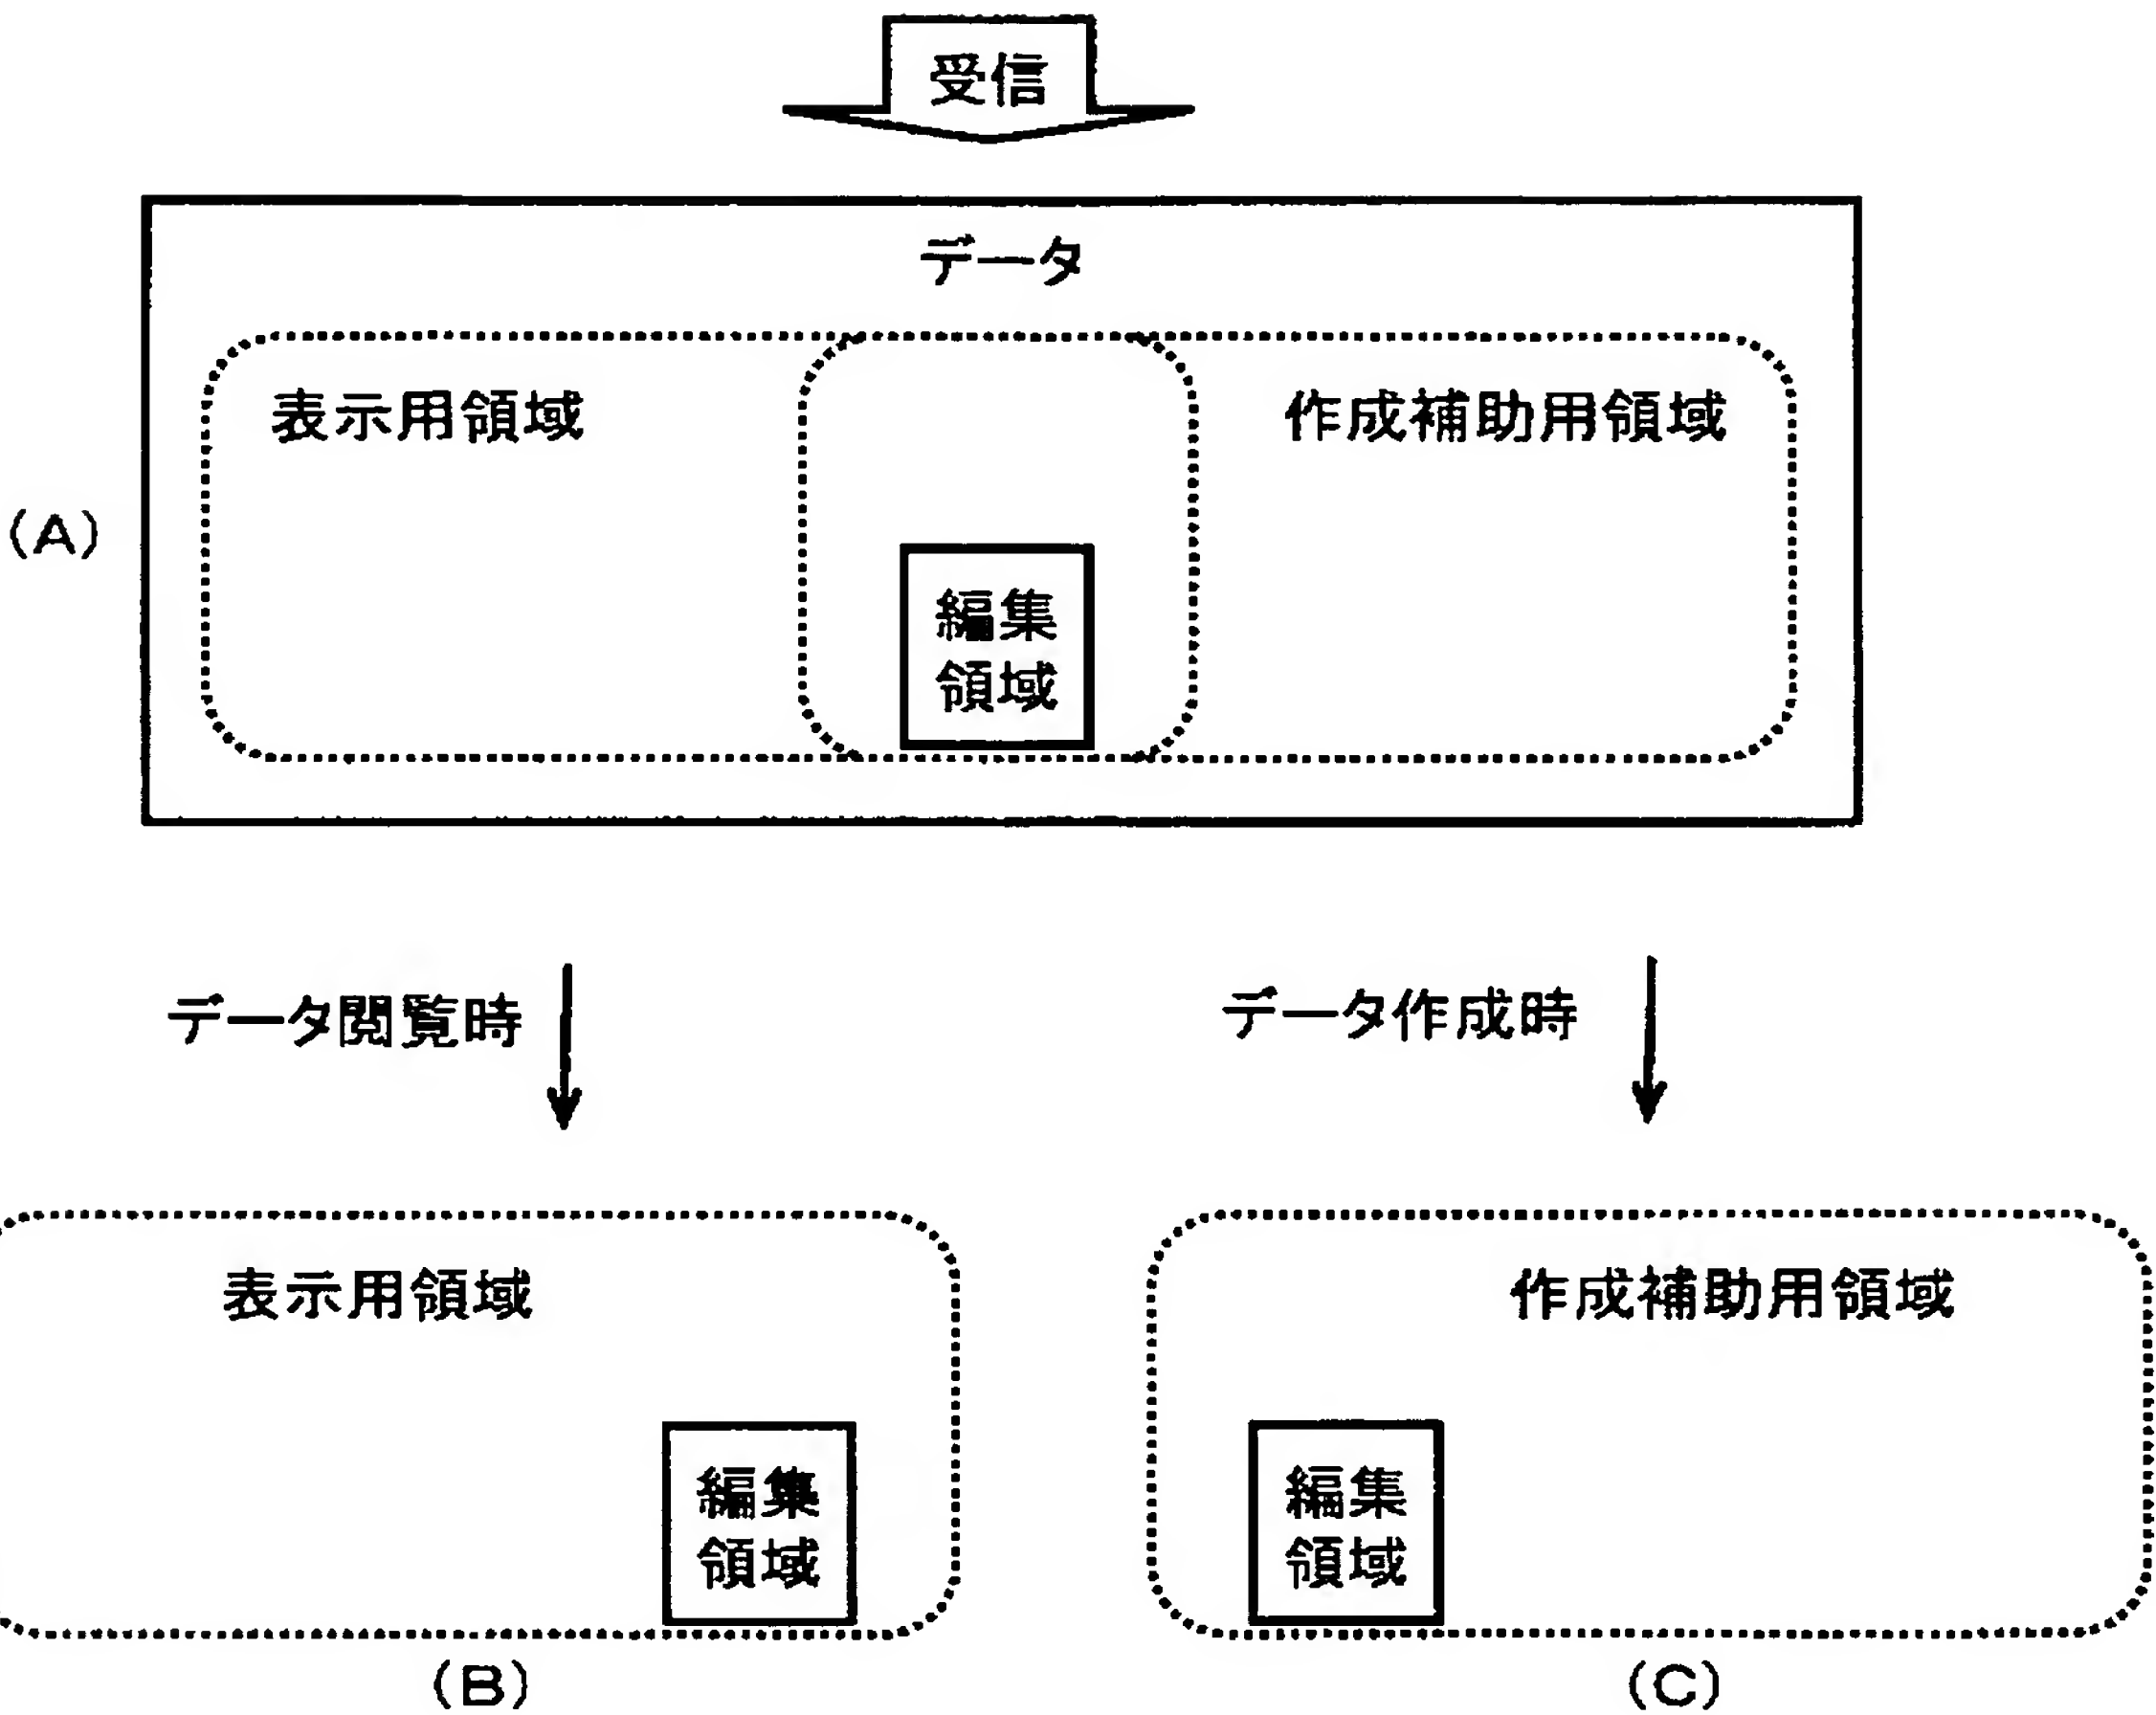 受信
データ
表示用領域
作成補助用領域
(A)
編集
領域
データ閲覧時
データ作成時
表示用領域
作成補助用領域
編集
領域
編集
領域
(B)
(C)